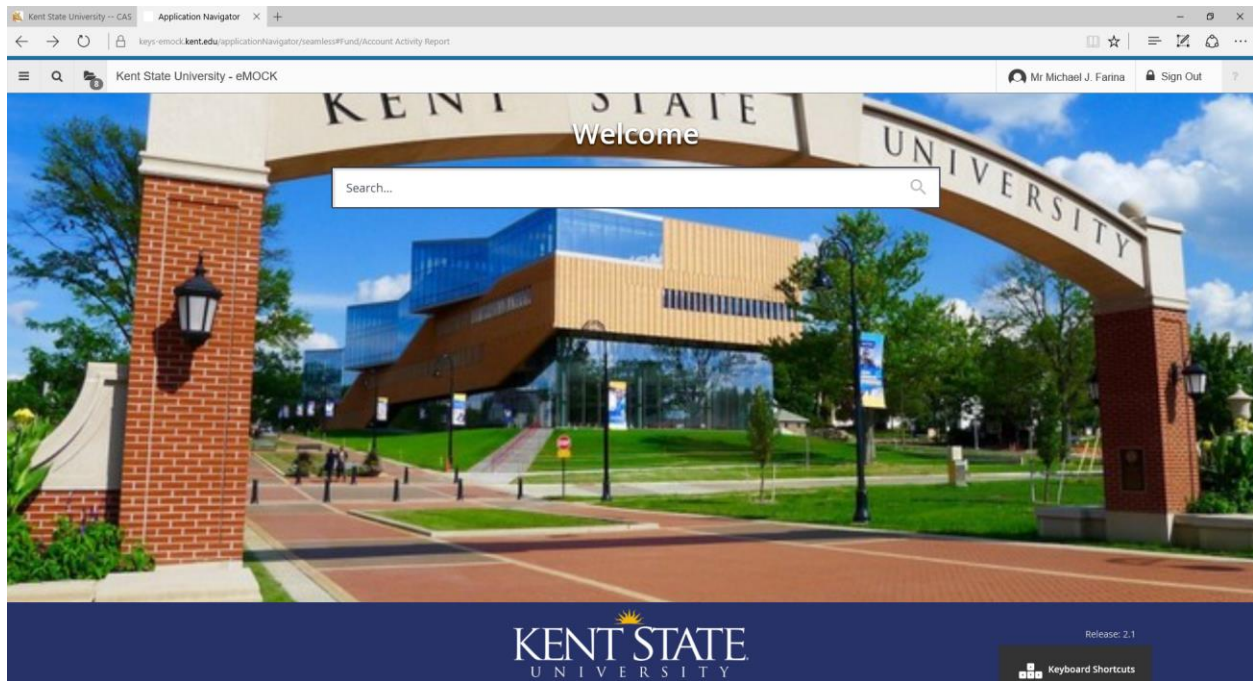 Kent State University -- CAS
Application Navigator
keys-emock.kent.edu/applicationNavigator/seamless#Fund/Account Activity Report
Kent State University - eMOCK
Mr Michael J. Farina
Sign Out
?
KENT STATE
UNIVERSITY
Welcome
Search...
KENT STATE
UNIVERSITY
Release: 2.1
Keyboard Shortcuts